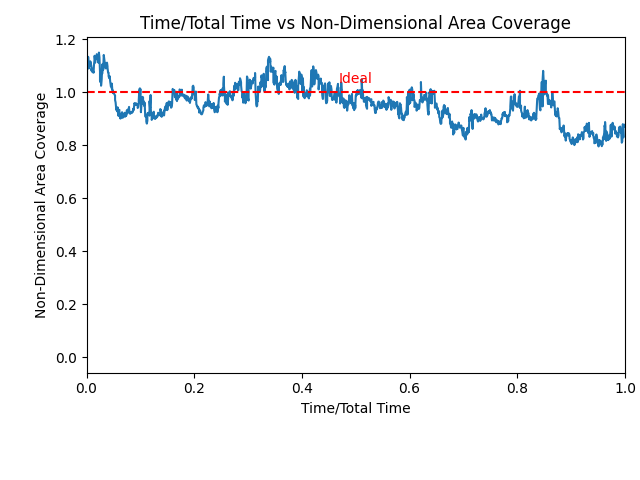 Time/Total Time vs Non-Dimensional Area Coverage
Non-Dimensional Area Coverage
1.2
1.0
0.8
0.6
0.4
0.2
0.0
Ideal
0.0 0.2 0.4 0.6 0.8 1.0
Time/Total Time